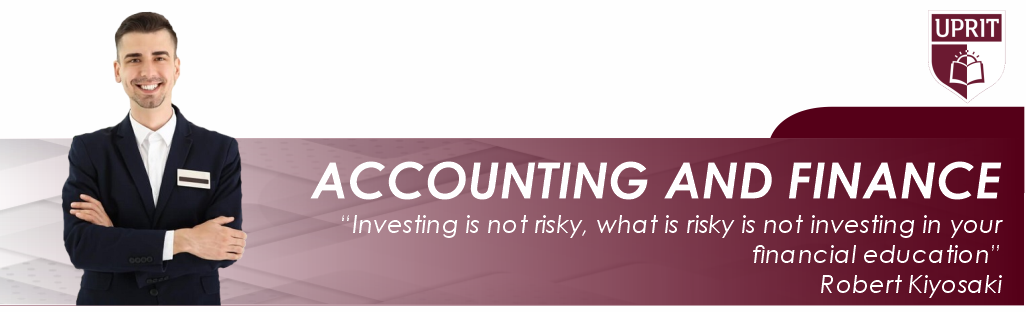 UPRIT
ACCOUNTING AND FINANCE
“Investing is not risky, what is risky is not investing in your
financial education”
Robert Kiyosaki